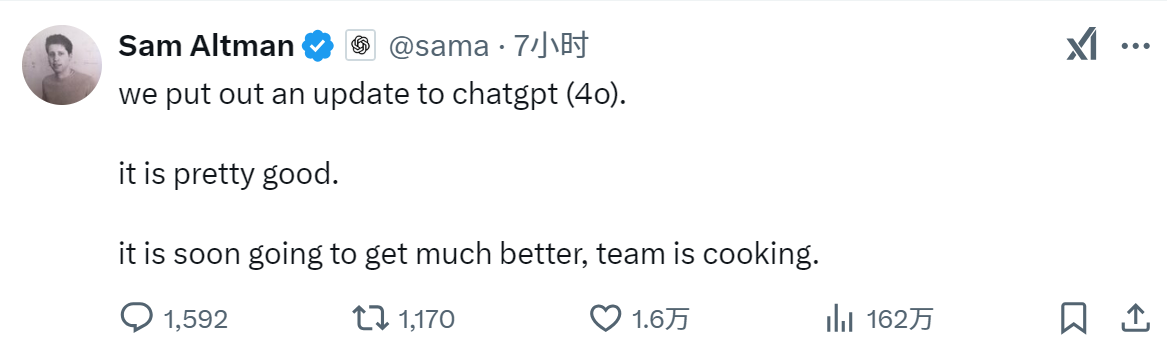 Sam Altman @sama · 7小时
we put out an update to chatgpt (4o).
it is pretty good.
it is soon going to get much better, team is cooking.
1,592 1,170 1.6万 162万